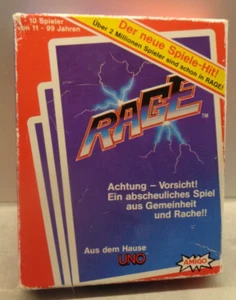 10 Spieler
11 - 99 Jahren
Der neue Spiele-Hit!
Über 2 Millionen Spieler sind schon in RAGE!
RAGE™
Achtung – Vorsicht!
Ein abscheuliches Spiel
aus Gemeinheit
und Rache!!
Aus dem Hause
UNO
AMIGO